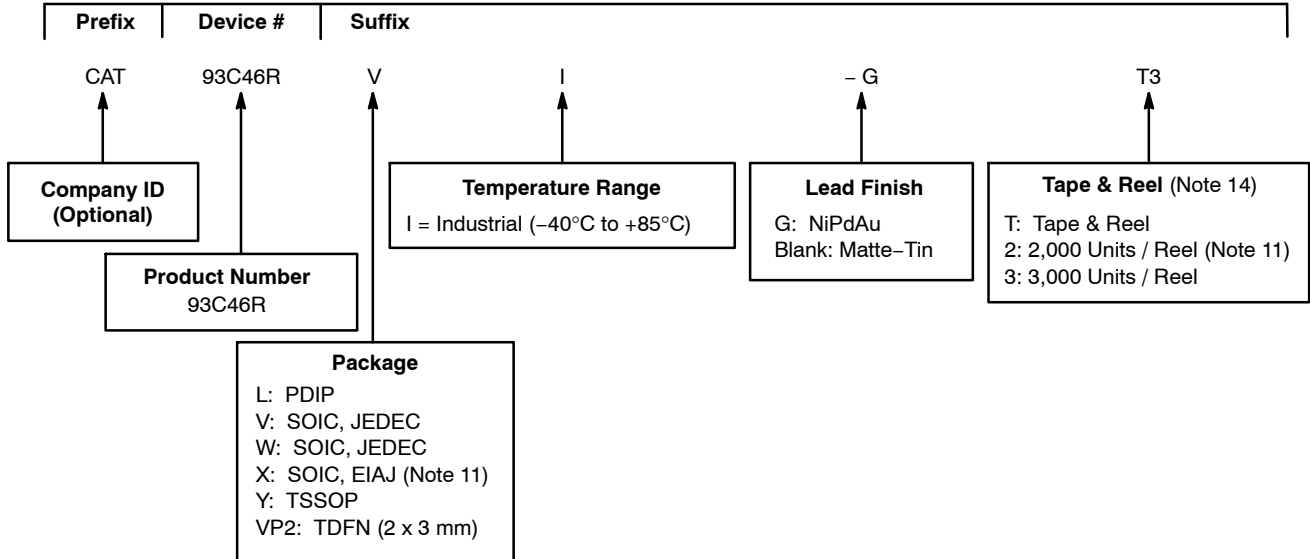 Prefix Device # Suffix
CAT 93C46R V I – G T3
Company ID
(Optional)
Product Number
93C46R
Package
L: PDIP
V: SOIC, JEDEC
W: SOIC, JEDEC
X: SOIC, EIAJ (Note 11)
Y: TSSOP
VP2: TDFN (2 x 3 mm)
Temperature Range
I = Industrial (−40°C to +85°C)
Lead Finish
G: NiPdAu
Blank: Matte−Tin
Tape & Reel (Note 14)
T: Tape & Reel
2: 2,000 Units / Reel (Note 11)
3: 3,000 Units / Reel